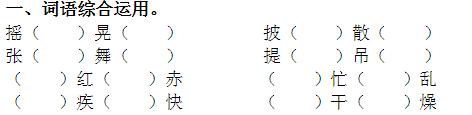 一、词语综合运用。
摇（ ）晃（ ） 披（ ）散（ ）
张（ ）舞（ ） 提（ ）吊（ ）
（ ）红（ ）赤 （ ）忙（ ）乱
（ ）疾（ ）快 （ ）干（ ）燥